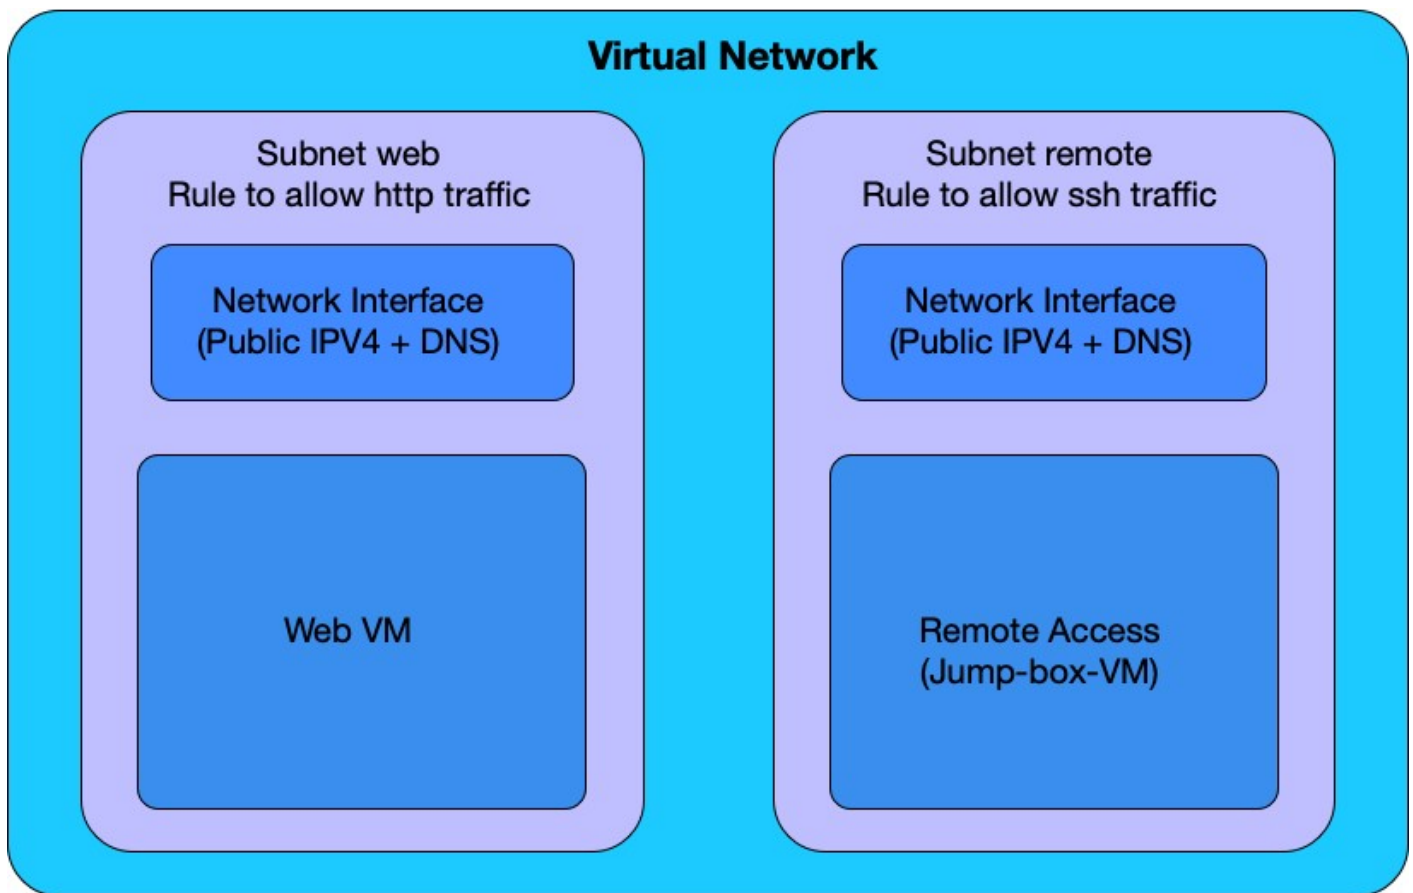 Virtual Network
Subnet web
Rule to allow http traffic
Network Interface
(Public IPV4 + DNS)
Web VM
Subnet remote
Rule to allow ssh traffic
Network Interface
(Public IPV4 + DNS)
Remote Access
(Jump-box-VM)